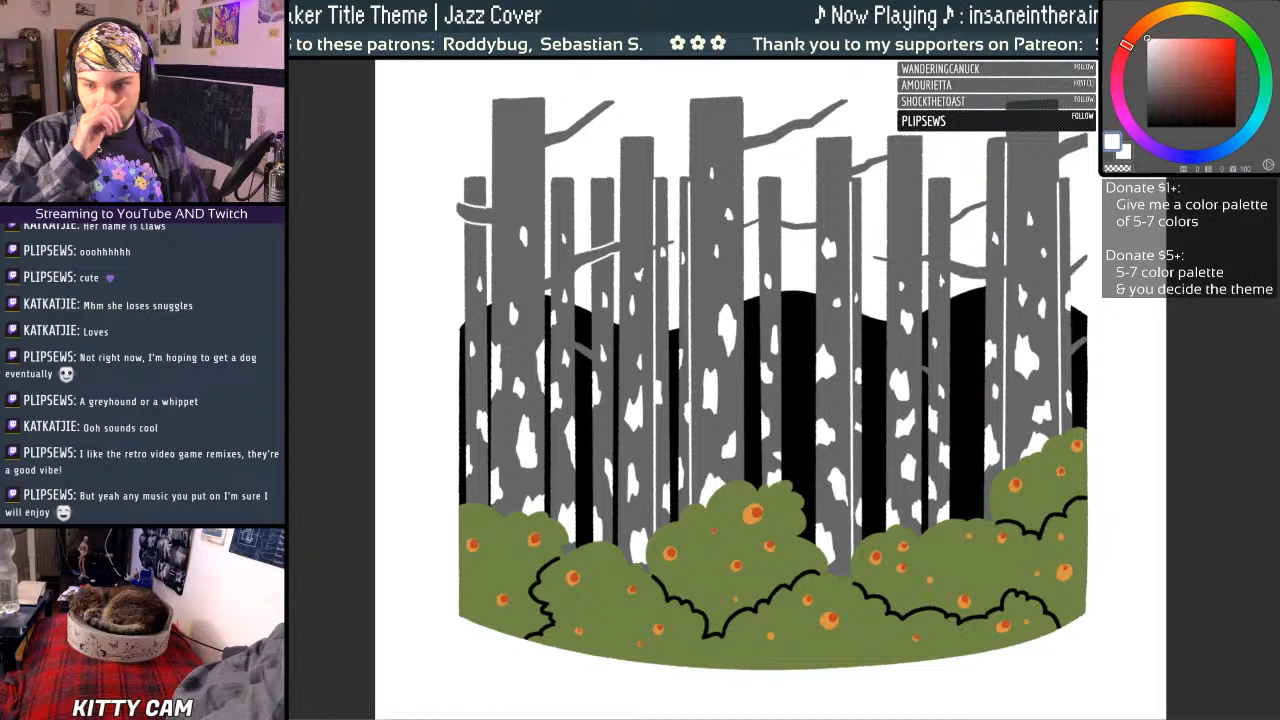 ker Title Theme | Jazz Cover
♪ Now Playing ♪ : insaneintherair
to these patrons: Roddybug, Sebastian S. ✿ ✿ ✿ Thank you to my supporters on Patreon:
WANDERINGCANUCK FOLLOW
AMOURIETTA HOST
SHOCKTHETOAST FOLLOW
PLIPSEWS FOLLOW
Donate $1+:
Give me a color palette
of 5-7 colors
Donate $5+:
5-7 color palette
& you decide the theme
Streaming to YouTube AND Twitch
KATKATJIE: Her name is Claws
PLIPSEWS: ooohhhhhh
PLIPSEWS: cute 💜
KATKATJIE: Mhm she loses snuggles
KATKATJIE: Loves
PLIPSEWS: Not right now, I'm hoping to get a dog
eventually
PLIPSEWS: A greyhound or a whippet
KATKATJIE: Ooh sounds cool
PLIPSEWS: I like the retro video game remixes, they're
a good vibe!
PLIPSEWS: But yeah any music you put on I'm sure I
will enjoy
KITTY CAM